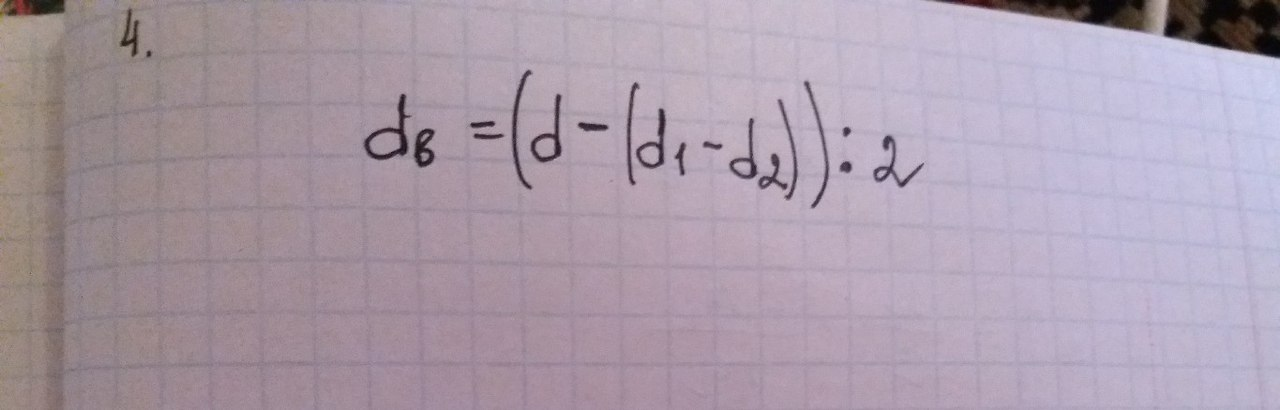 4.
dв = (d - (d1 - d2)) : 2